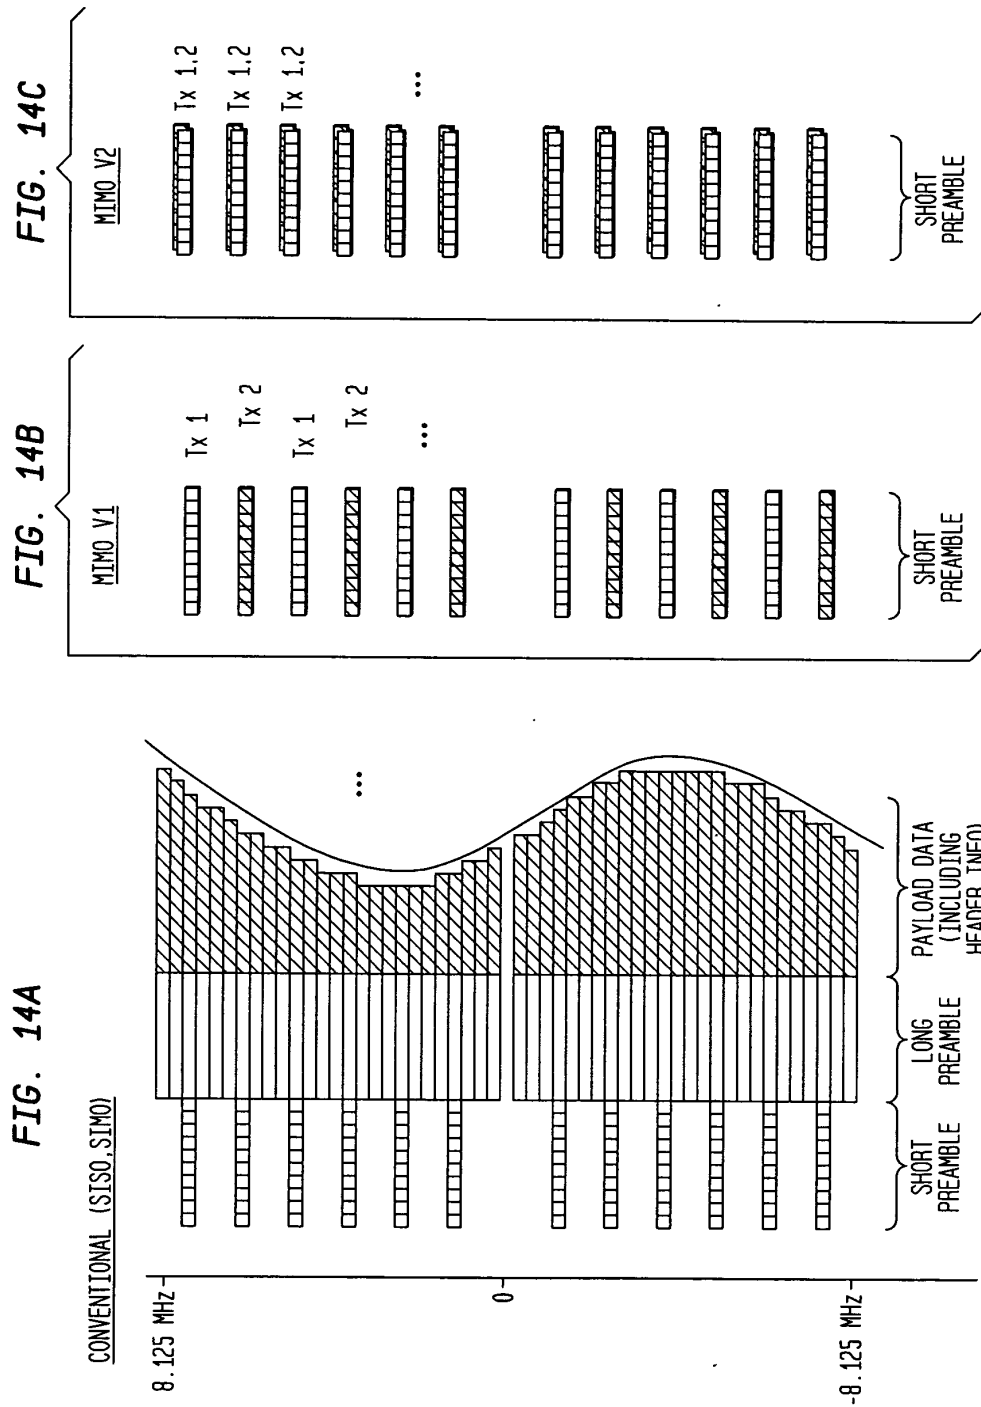 FIG. 14A
CONVENTIONAL (SISO,SIMO)
8.125 MHz
0
-8.125 MHz
...
SHORT
PREAMBLE
LONG
PREAMBLE
PAYLOAD DATA
(INCLUDING
HEADER INFO)
FIG. 14B
MIMO V1
Tx 1
Tx 2
Tx 1
Tx 2
...
SHORT
PREAMBLE
FIG. 14C
MIMO V2
Tx 1,2
Tx 1,2
Tx 1,2
...
SHORT
PREAMBLE